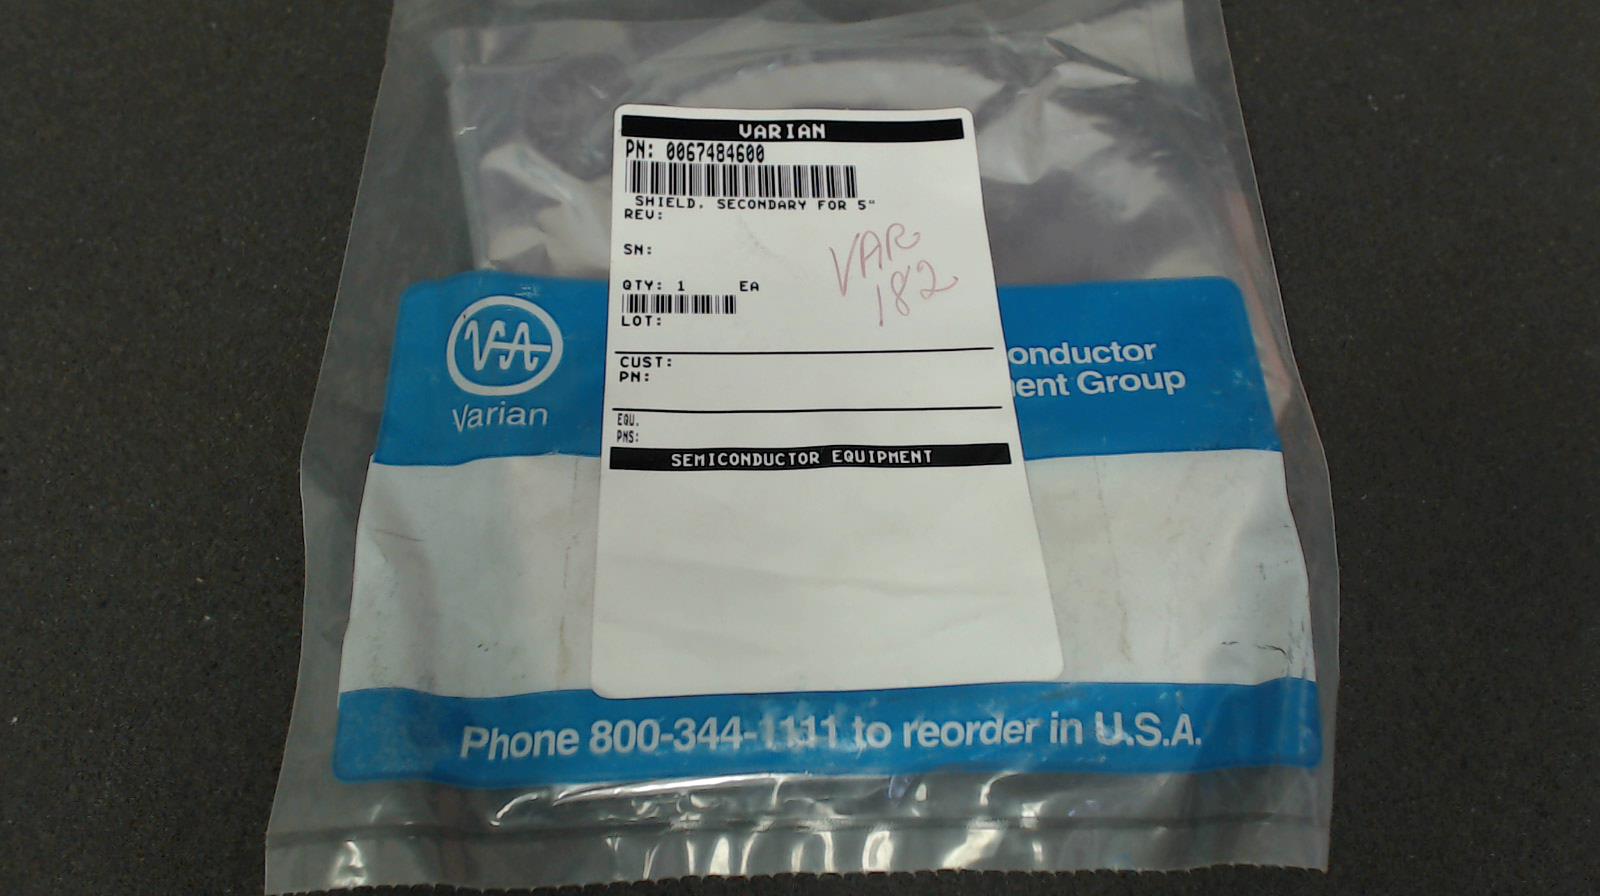 VARIAN
PN: 0067484600
SHIELD, SECONDARY FOR 5"
REV:
SN:
VAR
182
QTY: 1 EA
LOT:
CUST:
PN:
EQU.
PNS:
SEMICONDUCTOR EQUIPMENT
VA
Varian
onductor
ent Group
Phone 800-344-1111 to reorder in U.S.A.